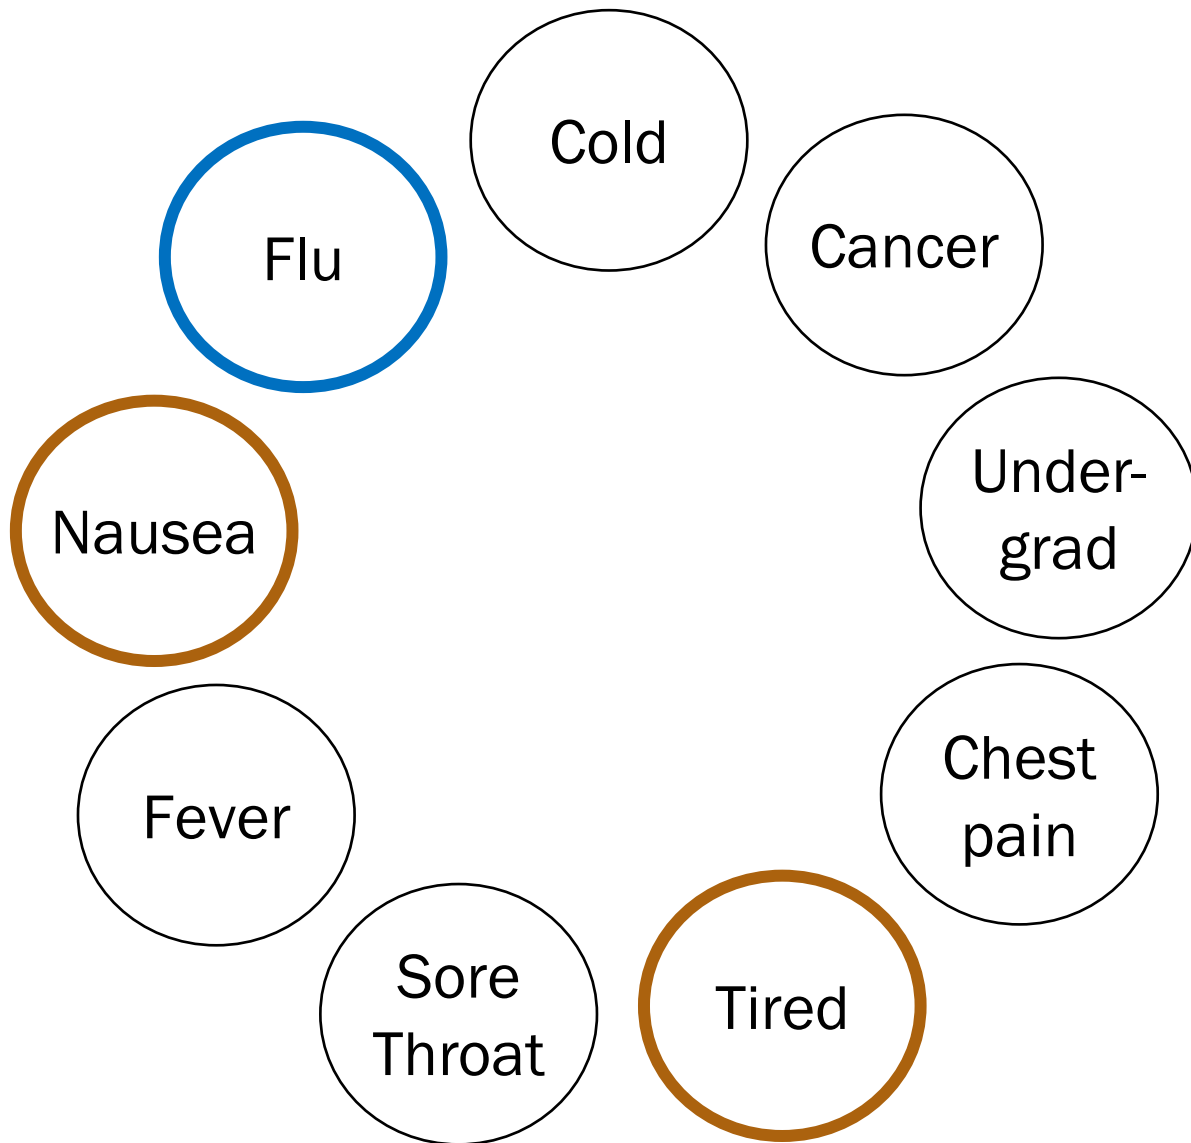 Cold
Flu
Cancer
Under-
grad
Nausea
Chest
pain
Fever
Sore
Throat
Tired